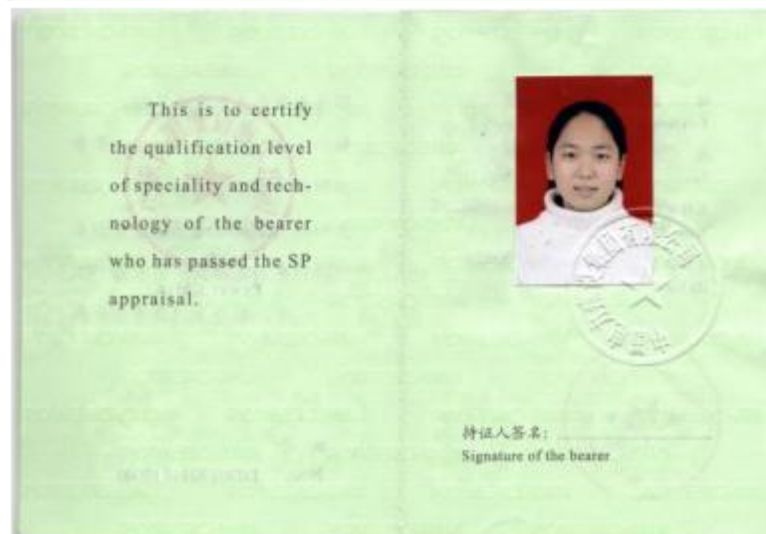 This is to certify
the qualification level
of speciality and tech-
nology of the bearer
who has passed the SP
appraisal.
持证人签名:
Signature of the bearer